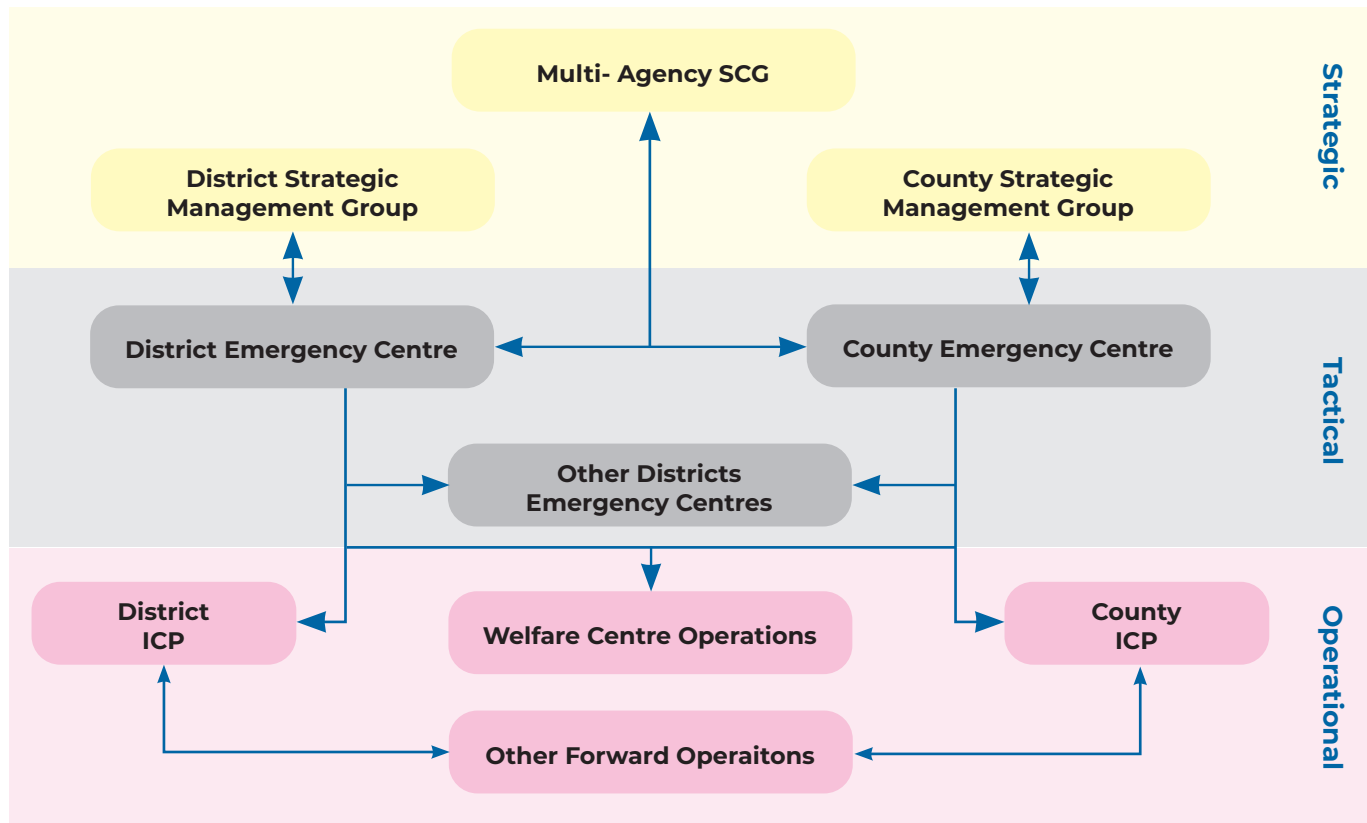 Multi- Agency SCG
Strategic
District Strategic
Management Group
County Strategic
Management Group
District Emergency Centre
County Emergency Centre
Tactical
Other Districts
Emergency Centres
District
ICP
Welfare Centre Operations
County
ICP
Operational
Other Forward Operaitons